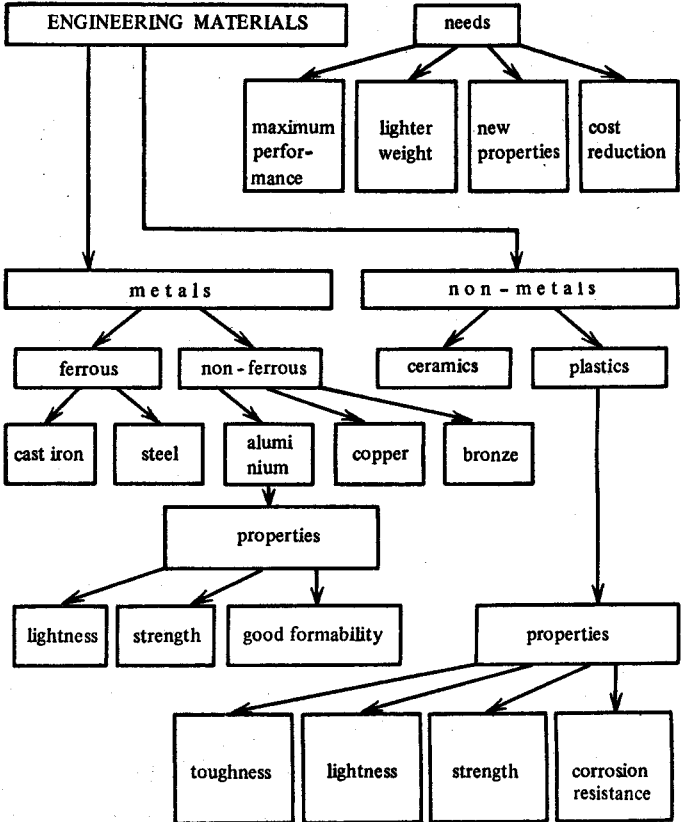 ENGINEERING MATERIALS
needs
maximum
perfor-
mance
lighter
weight
new
properties
cost
reduction
metals
non-metals
ferrous
non-ferrous
ceramics
plastics
cast iron
steel
alumi
nium
copper
bronze
properties
lightness
strength
good formability
properties
toughness
lightness
strength
corrosion
resistance